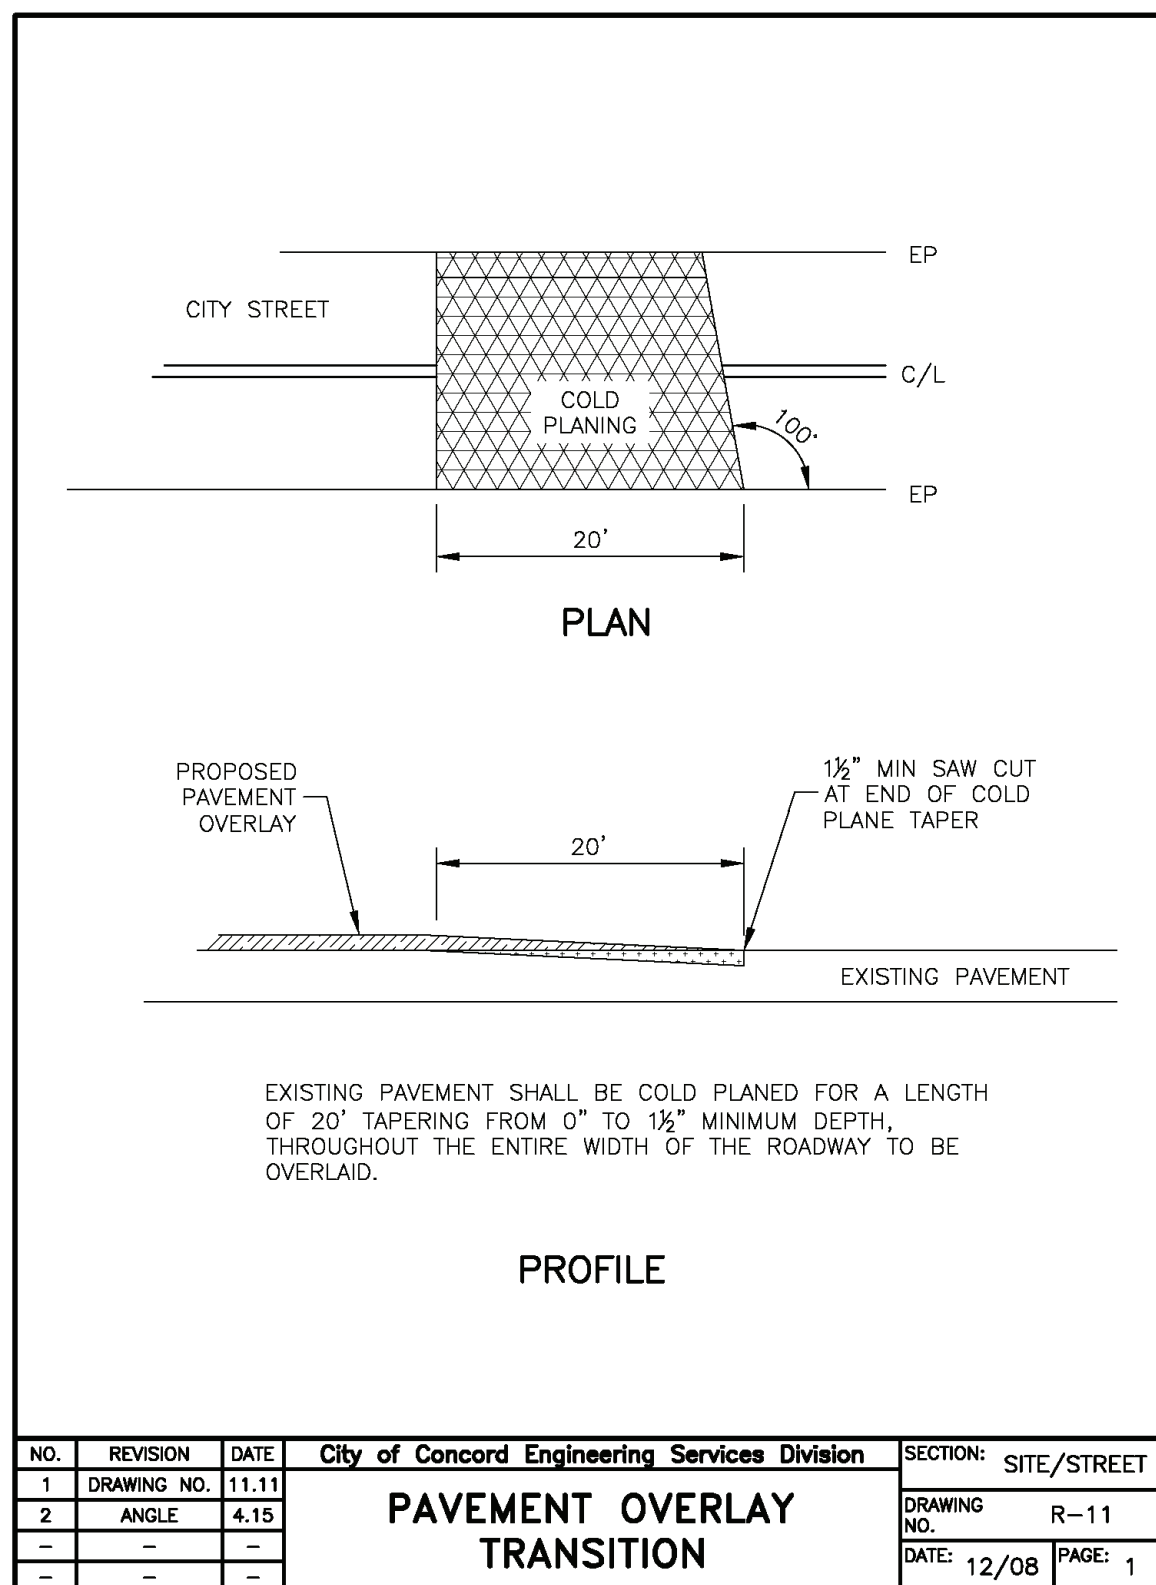 EP
CITY STREET
C/L
COLD
PLANING
100°
EP
20'
PLAN
PROPOSED
PAVEMENT
OVERLAY
1½" MIN SAW CUT
AT END OF COLD
PLANE TAPER
20'
EXISTING PAVEMENT
EXISTING PAVEMENT SHALL BE COLD PLANED FOR A LENGTH
OF 20' TAPERING FROM 0" TO 1½" MINIMUM DEPTH,
THROUGHOUT THE ENTIRE WIDTH OF THE ROADWAY TO BE
OVERLAID.
PROFILE
NO. REVISION DATE
1 DRAWING NO. 11.11
2 ANGLE 4.15
– – –
– – –
City of Concord Engineering Services Division
PAVEMENT OVERLAY
TRANSITION
SECTION: SITE/STREET
DRAWING
NO. R-11
DATE: 12/08 PAGE: 1